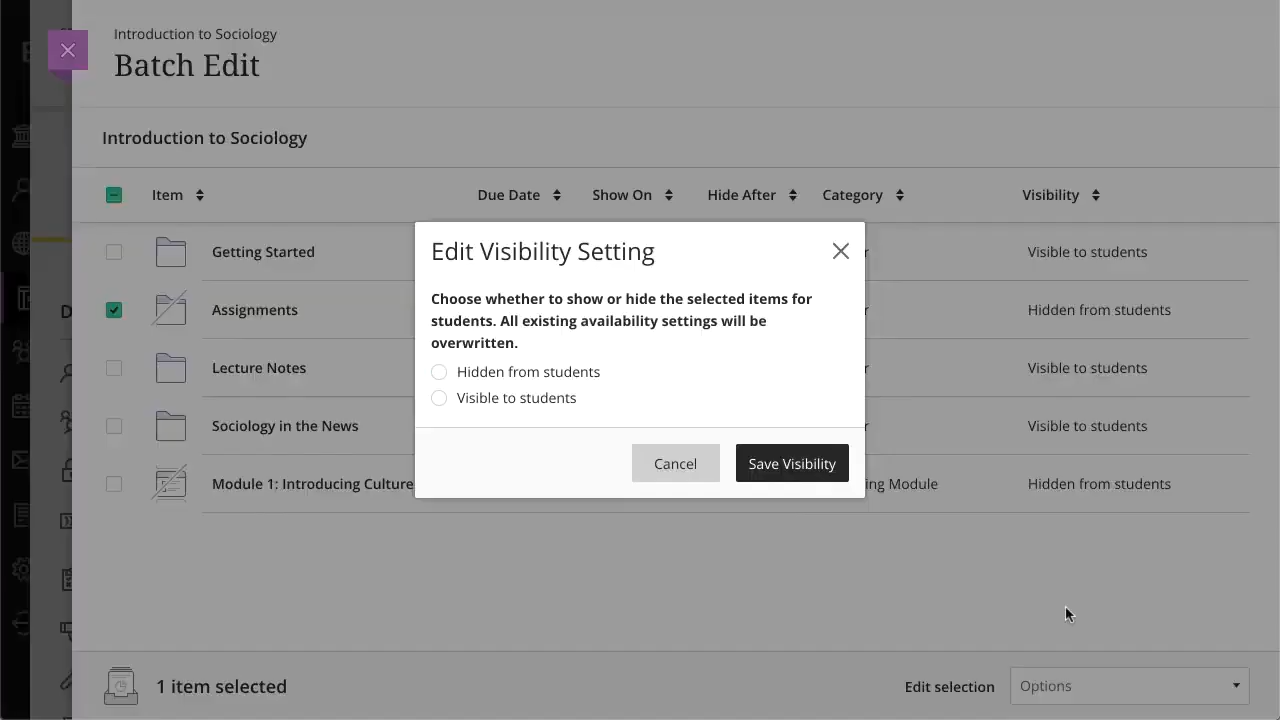 Introduction to Sociology
Batch Edit
Introduction to Sociology
Item Due Date Show On Hide After Category Visibility
Getting Started Visible to students
Assignments Hidden from students
Lecture Notes Visible to students
Sociology in the News Visible to students
Module 1: Introducing Culture Module Hidden from students
Edit Visibility Setting
Choose whether to show or hide the selected items for
students. All existing availability settings will be
overwritten.
Hidden from students
Visible to students
Cancel Save Visibility
1 item selected Edit selection Options